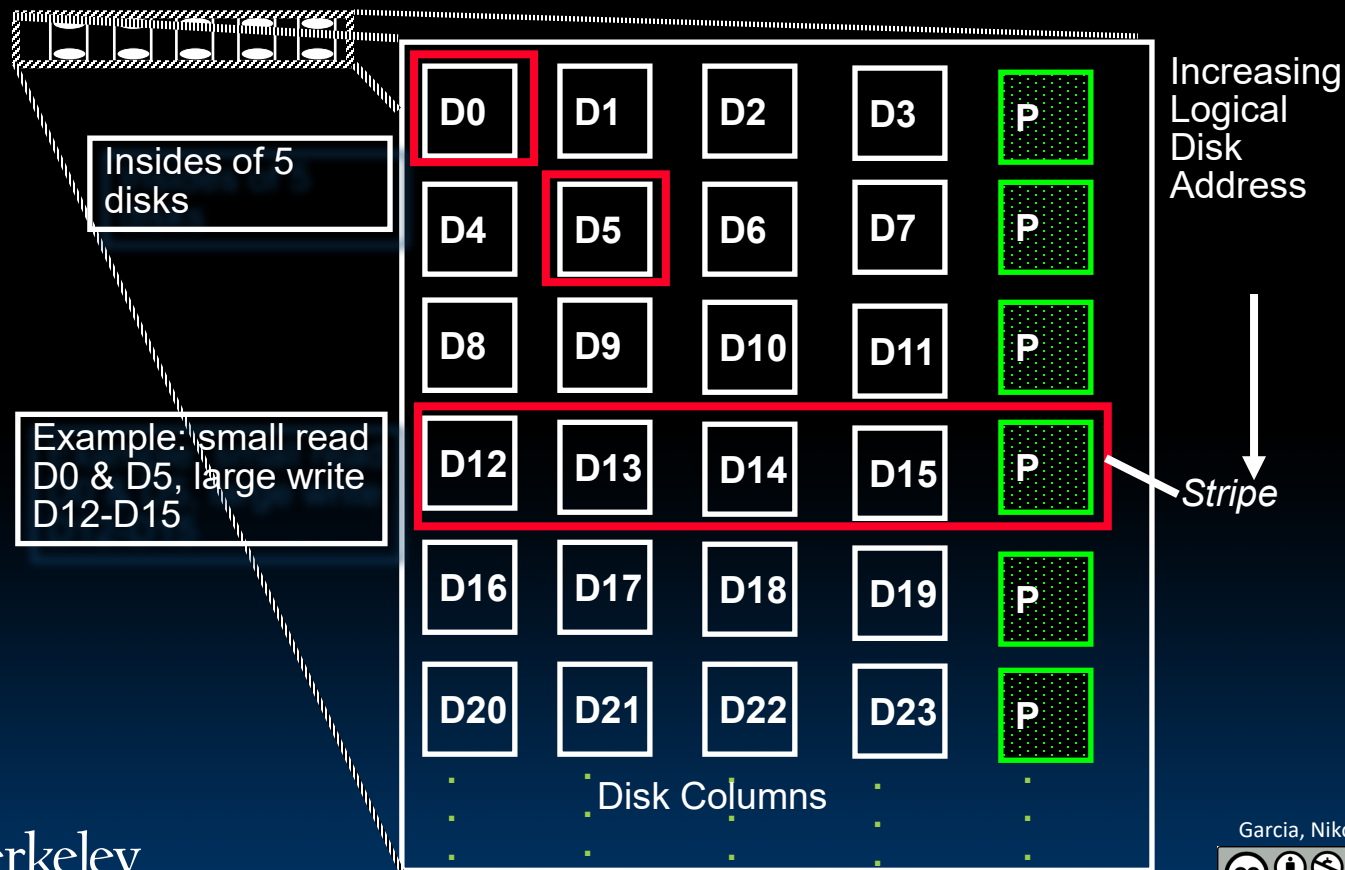 Insides of 5
disks
Example: small read
D0 & D5, large write
D12-D15
D0 D1 D2 D3 P
D4 D5 D6 D7 P
D8 D9 D10 D11 P
D12 D13 D14 D15 P
D16 D17 D18 D19 P
D20 D21 D22 D23 P
Disk Columns
Increasing
Logical
Disk
Address
Stripe
erkeley
Garcia, Niko